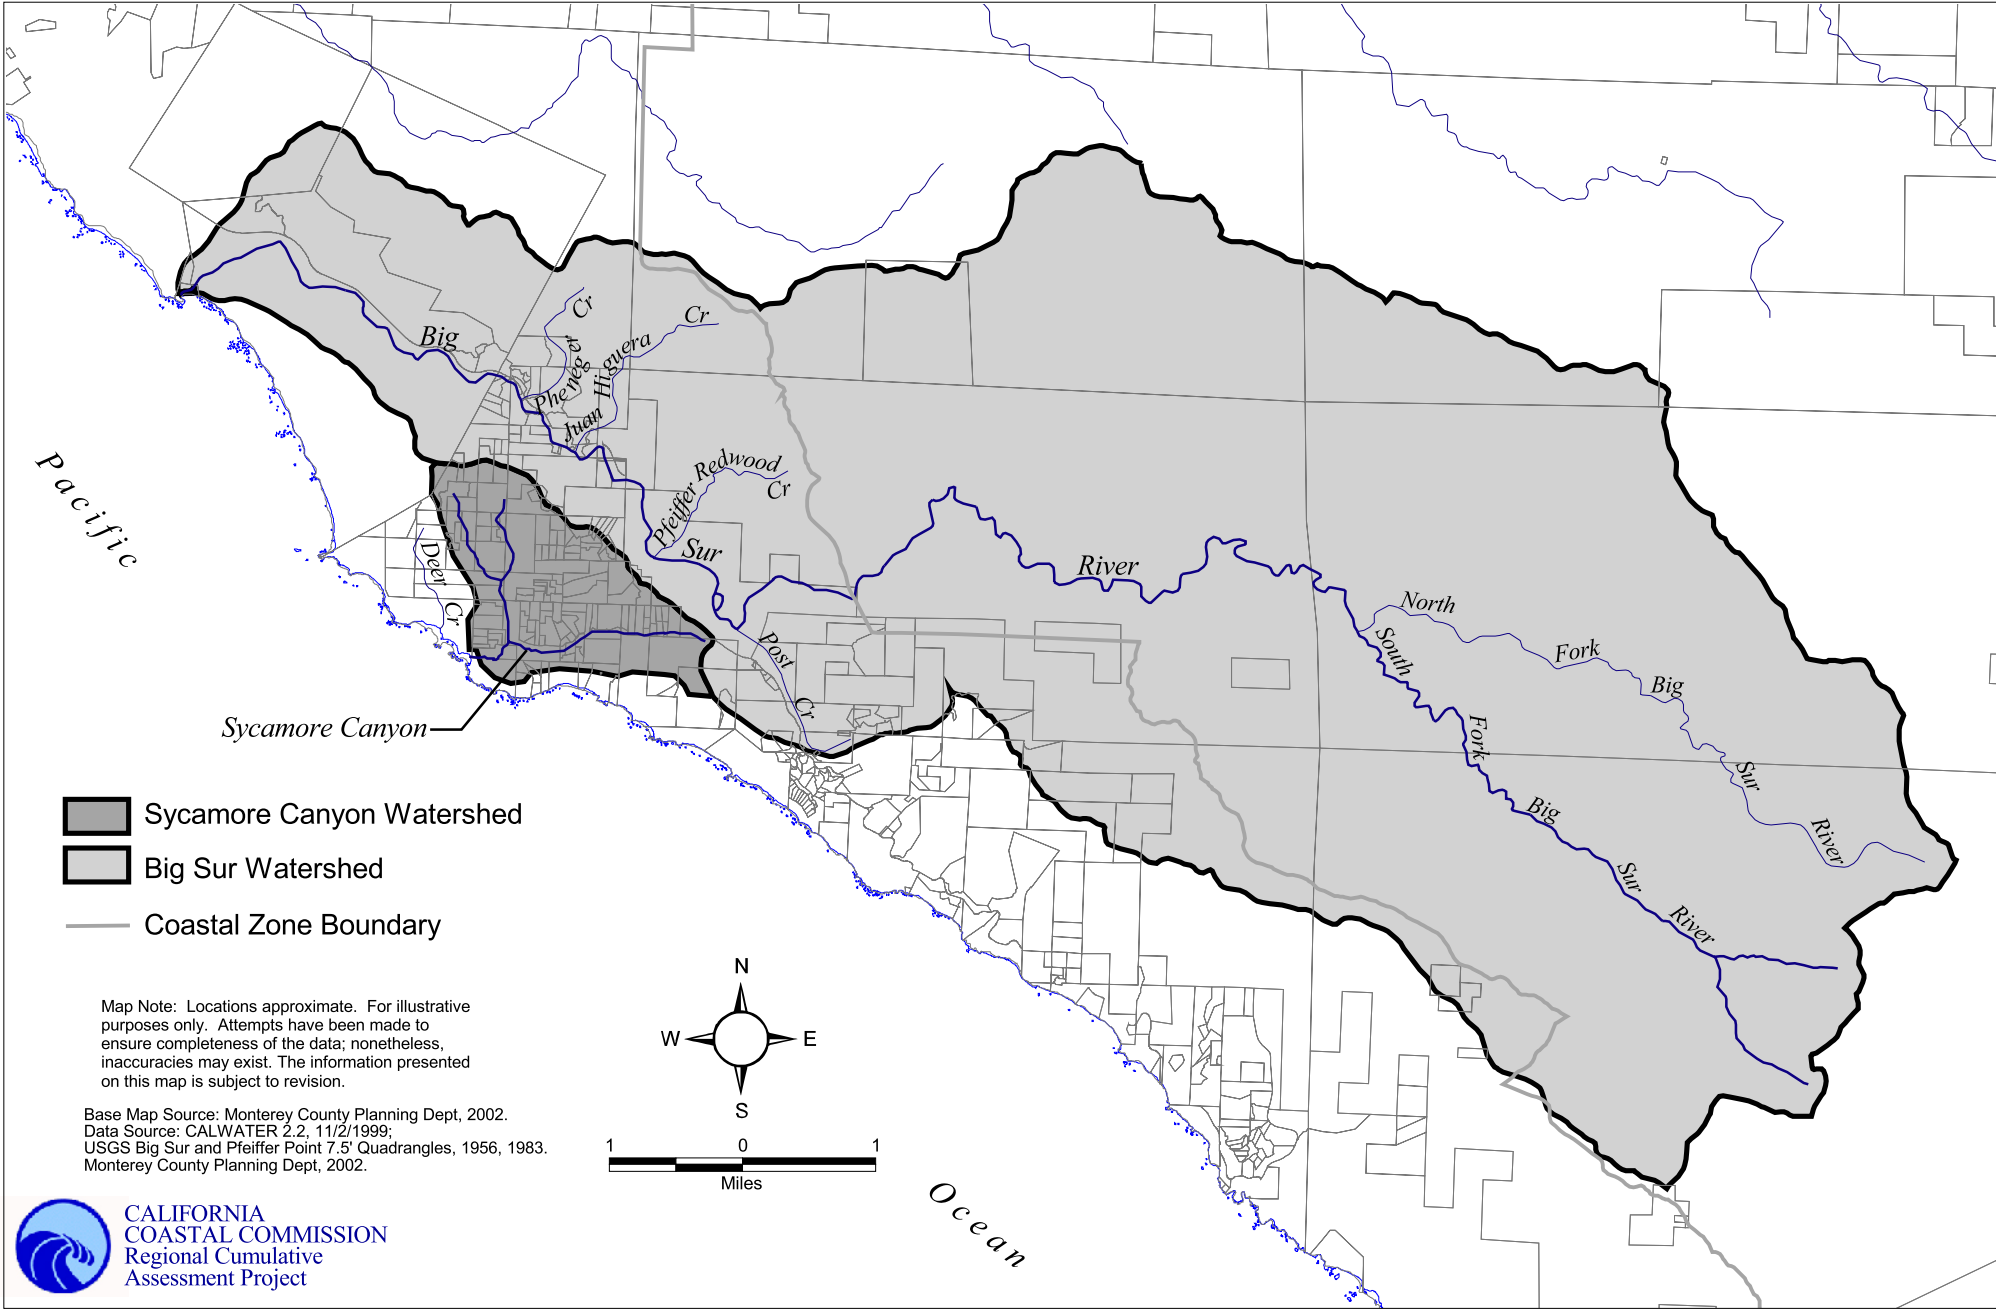 Big
Pheneger
Cr
Juan Higuera
Cr
Pfeiffer Redwood
Cr
Sur
River
Deer
Cr
Post
Cr
North
Fork
Big
Sur
River
South
Fork
Big
Sur
River
Pacific
Ocean
Sycamore Canyon
Sycamore Canyon Watershed
Big Sur Watershed
Coastal Zone Boundary
Map Note: Locations approximate. For illustrative
purposes only. Attempts have been made to
ensure completeness of the data; nonetheless,
inaccuracies may exist. The information presented
on this map is subject to revision.
Base Map Source: Monterey County Planning Dept, 2002.
Data Source: CALWATER 2.2, 11/2/1999;
USGS Big Sur and Pfeiffer Point 7.5' Quadrangles, 1956, 1983.
Monterey County Planning Dept, 2002.
N
W E
S
1 0 1
Miles
CALIFORNIA
COASTAL COMMISSION
Regional Cumulative
Assessment Project